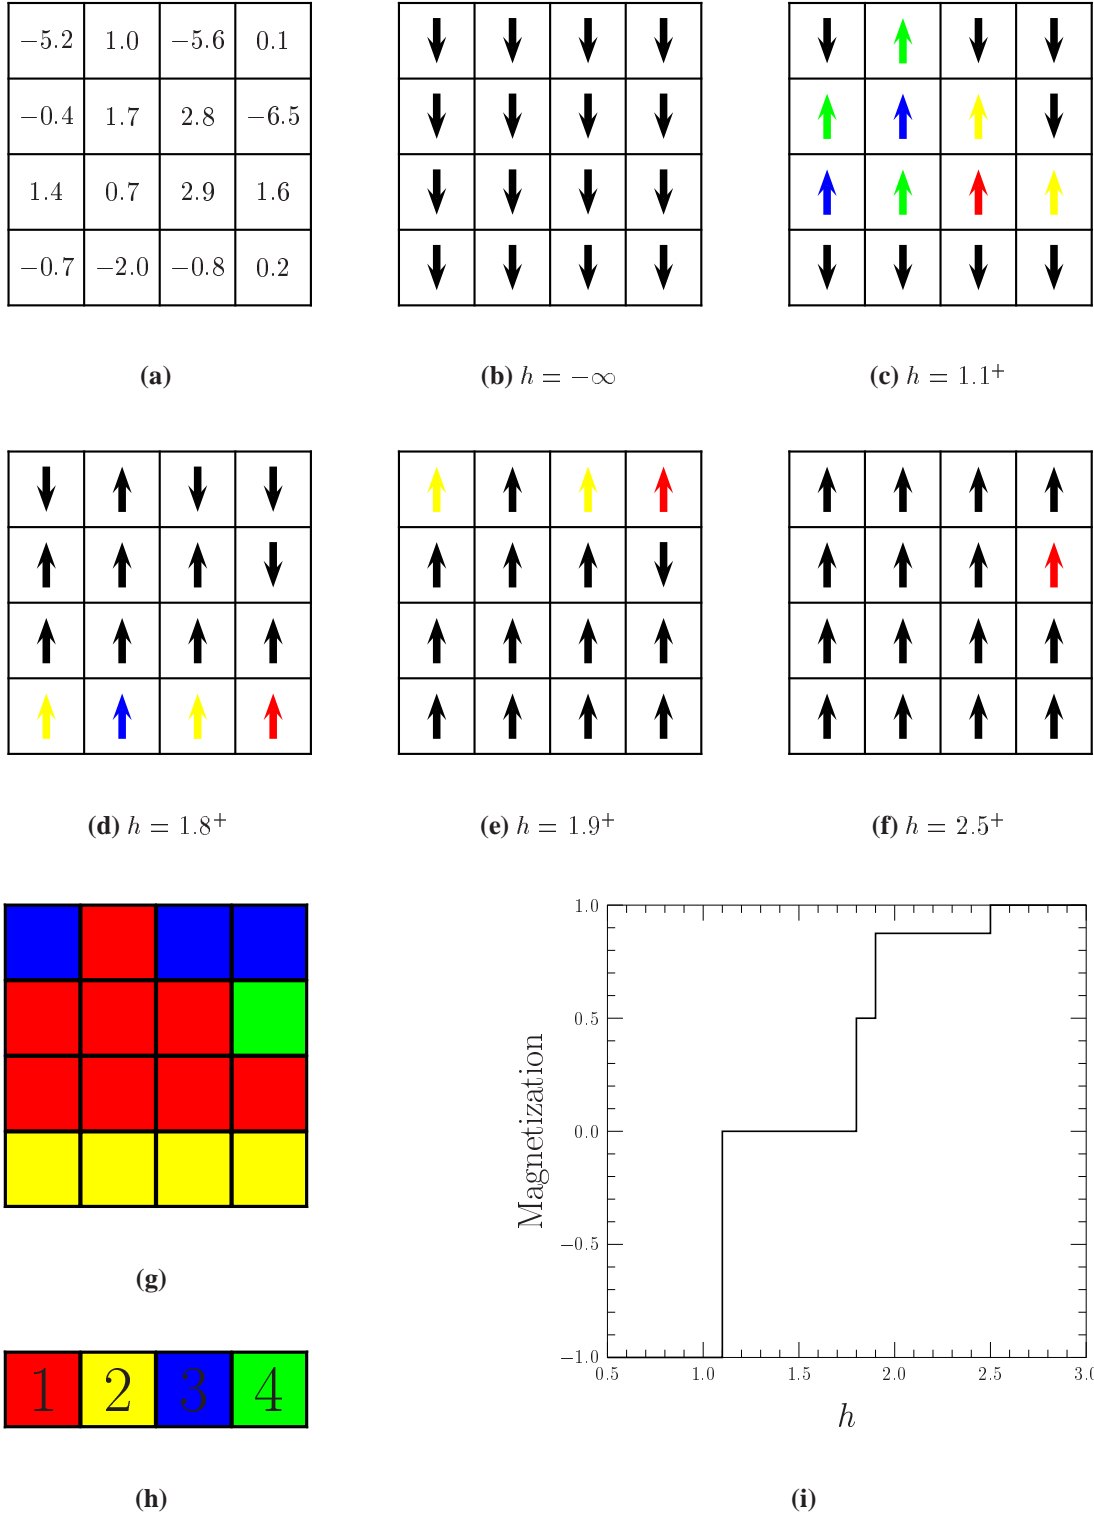 −5.2 1.0 −5.6 0.1
−0.4 1.7 2.8 −6.5
1.4 0.7 2.9 1.6
−0.7 −2.0 −0.8 0.2
(a)
(b) h = −∞
(c) h = 1.1⁺
(d) h = 1.8⁺
(e) h = 1.9⁺
(f) h = 2.5⁺
(g)
1 2 3 4
(h)
Magnetization
1.0
0.5
0.0
−0.5
−1.0
0.5 1.0 1.5 2.0 2.5 3.0
h
(i)